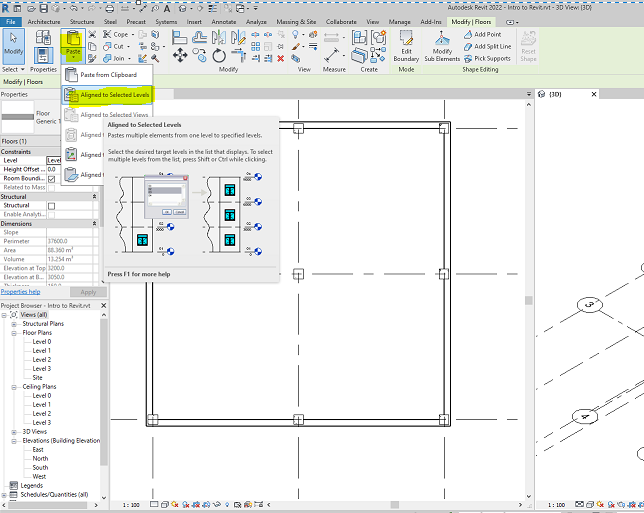 Autodesk Revit 2022 - Intro to Revit.rvt - 3D View {3D}
Architecture Structure Steel Precast Systems Insert Annotate Analyze Massing & Site Collaborate View Manage Add-Ins Modify | Floors
Modify
Paste
Cope
Cut
Join
Edit Boundary
Modify Sub Elements
Add Point
Add Split Line
Pick Supports
Reset Shape
Select Properties Modify View Measure Create Mode Shape Editing
Modify | Floors
Paste from Clipboard
Aligned to Selected Levels
Aligned to Selected Views
Aligned t
Aligned t
Properties
Floor
Generic 1
Floors (1)
Constraints
Level Level
Height Offset ... 0.0
Room Boundi...
Related to Mass
Structural
Structural
Enable Analyti...
Dimensions
Slope
Perimeter 37600.0
Area 88.360 m²
Volume 13.254 m³
Elevation at Top 3200.0
Elevation at B... 3050.0
Properties help Apply
Aligned to Selected Levels
Pastes multiple elements from one level to specified levels.
Select the desired target levels in the list that displays. To select
multiple levels from the list, press Shift or Ctrl while clicking.
Press F1 for more help
{3D}
3
4
Project Browser - Intro to Revit.rvt
Views (all)
Structural Plans
Floor Plans
Level 0
Level 1
Level 2
Level 3
Site
Ceiling Plans
Level 0
Level 1
Level 2
Level 3
3D Views
Elevations (Building Elevation
East
North
South
West
Legends
Schedules/Quantities (all)
1 : 100
1 : 100